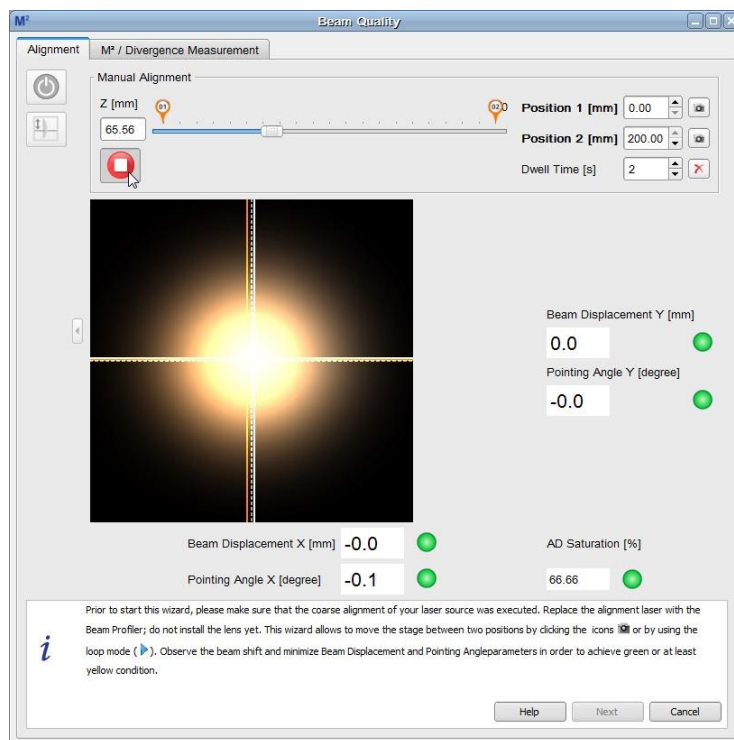 M² Beam Quality
Alignment M² / Divergence Measurement
Manual Alignment
Z [mm]
65.56
01
02
0
Position 1 [mm] 0.00
Position 2 [mm] 200.00
Dwell Time [s] 2
Beam Displacement Y [mm]
0.0
Pointing Angle Y [degree]
-0.0
Beam Displacement X [mm] -0.0
AD Saturation [%]
Pointing Angle X [degree] -0.1
66.66
i
Prior to start this wizard, please make sure that the coarse alignment of your laser source was executed. Replace the alignment laser with the
Beam Profiler; do not install the lens yet. This wizard allows to move the stage between two positions by clicking the icons or by using the
loop mode ( ). Observe the beam shift and minimize Beam Displacement and Pointing Angleparameters in order to achieve green or at least
yellow condition.
Help Next Cancel